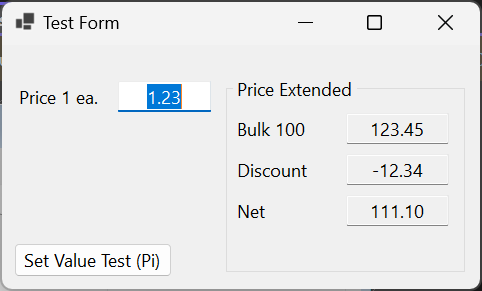 Test Form
Price 1 ea. 1.23
Price Extended
Bulk 100 123.45
Discount -12.34
Net 111.10
Set Value Test (Pi)